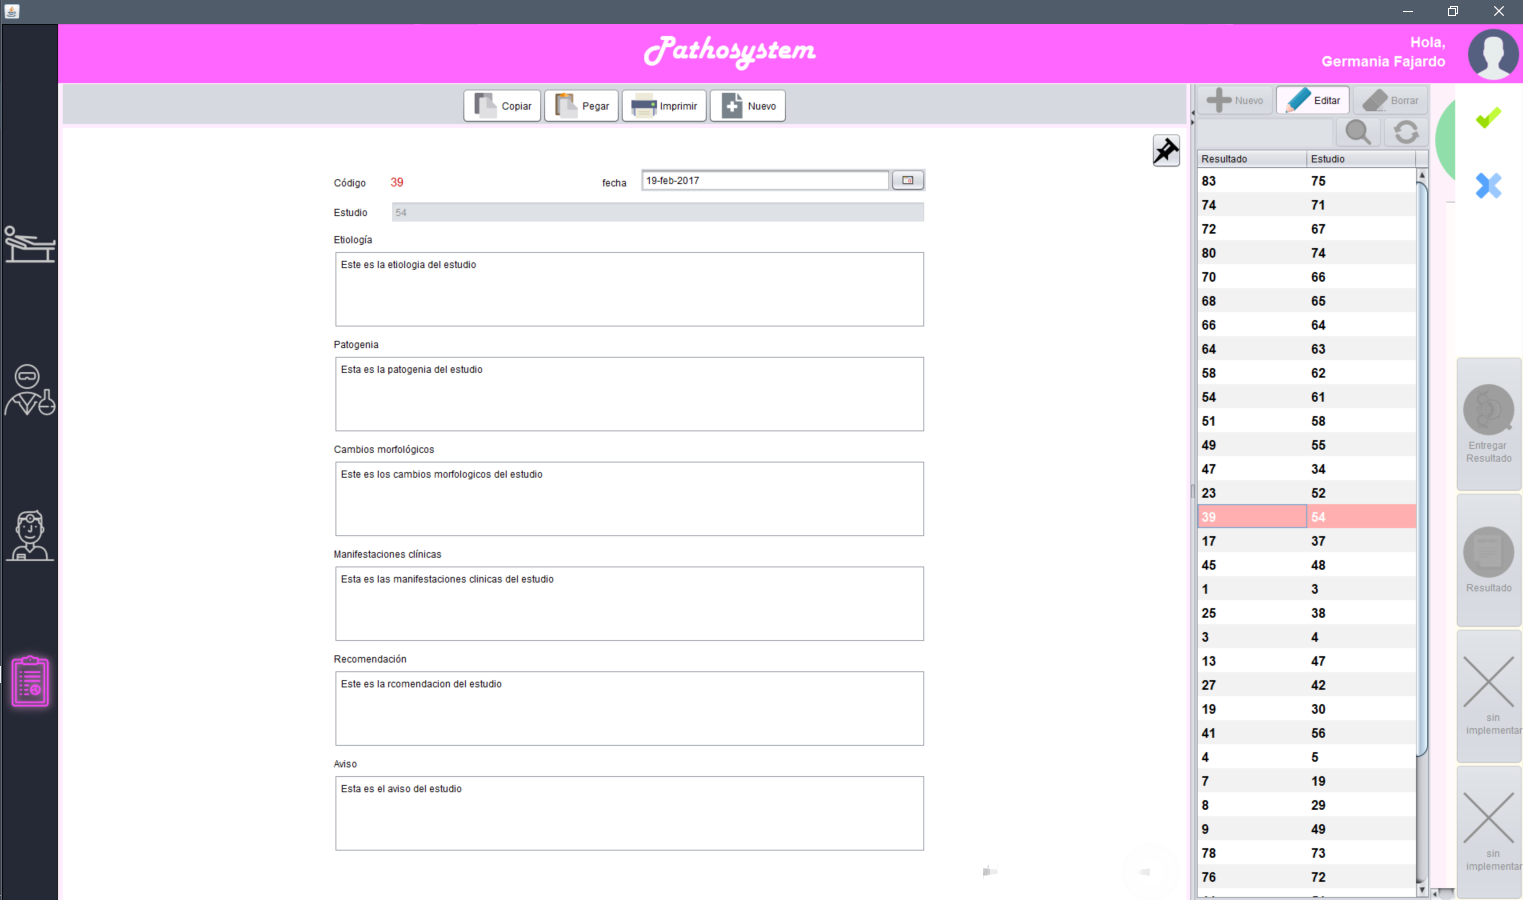 Pathosystem
Hola,
Germania Fajardo
Copiar
Pegar
Imprimir
Nuevo
Nuevo
Editar
Borrar
Código 39 fecha 19-feb-2017
Estudio 54
Etiología
Este es la etiologia del estudio
Patogenia
Esta es la patogenia del estudio
Cambios morfológicos
Este es los cambios morfologicos del estudio
Manifestaciones clínicas
Esta es las manifestaciones clinicas del estudio
Recomendación
Este es la rcomendacion del estudio
Aviso
Esta es el aviso del estudio
Resultado Estudio
83 75
74 71
72 67
80 74
70 66
68 65
66 64
64 63
58 62
54 61
51 58
49 55
47 34
23 52
39 54
17 37
45 48
1 3
25 38
3 4
13 47
27 42
19 30
41 56
4 5
7 19
8 29
9 49
78 73
76 72
Entregar
Resultado
Resultado
sin
implementar
sin
implementar